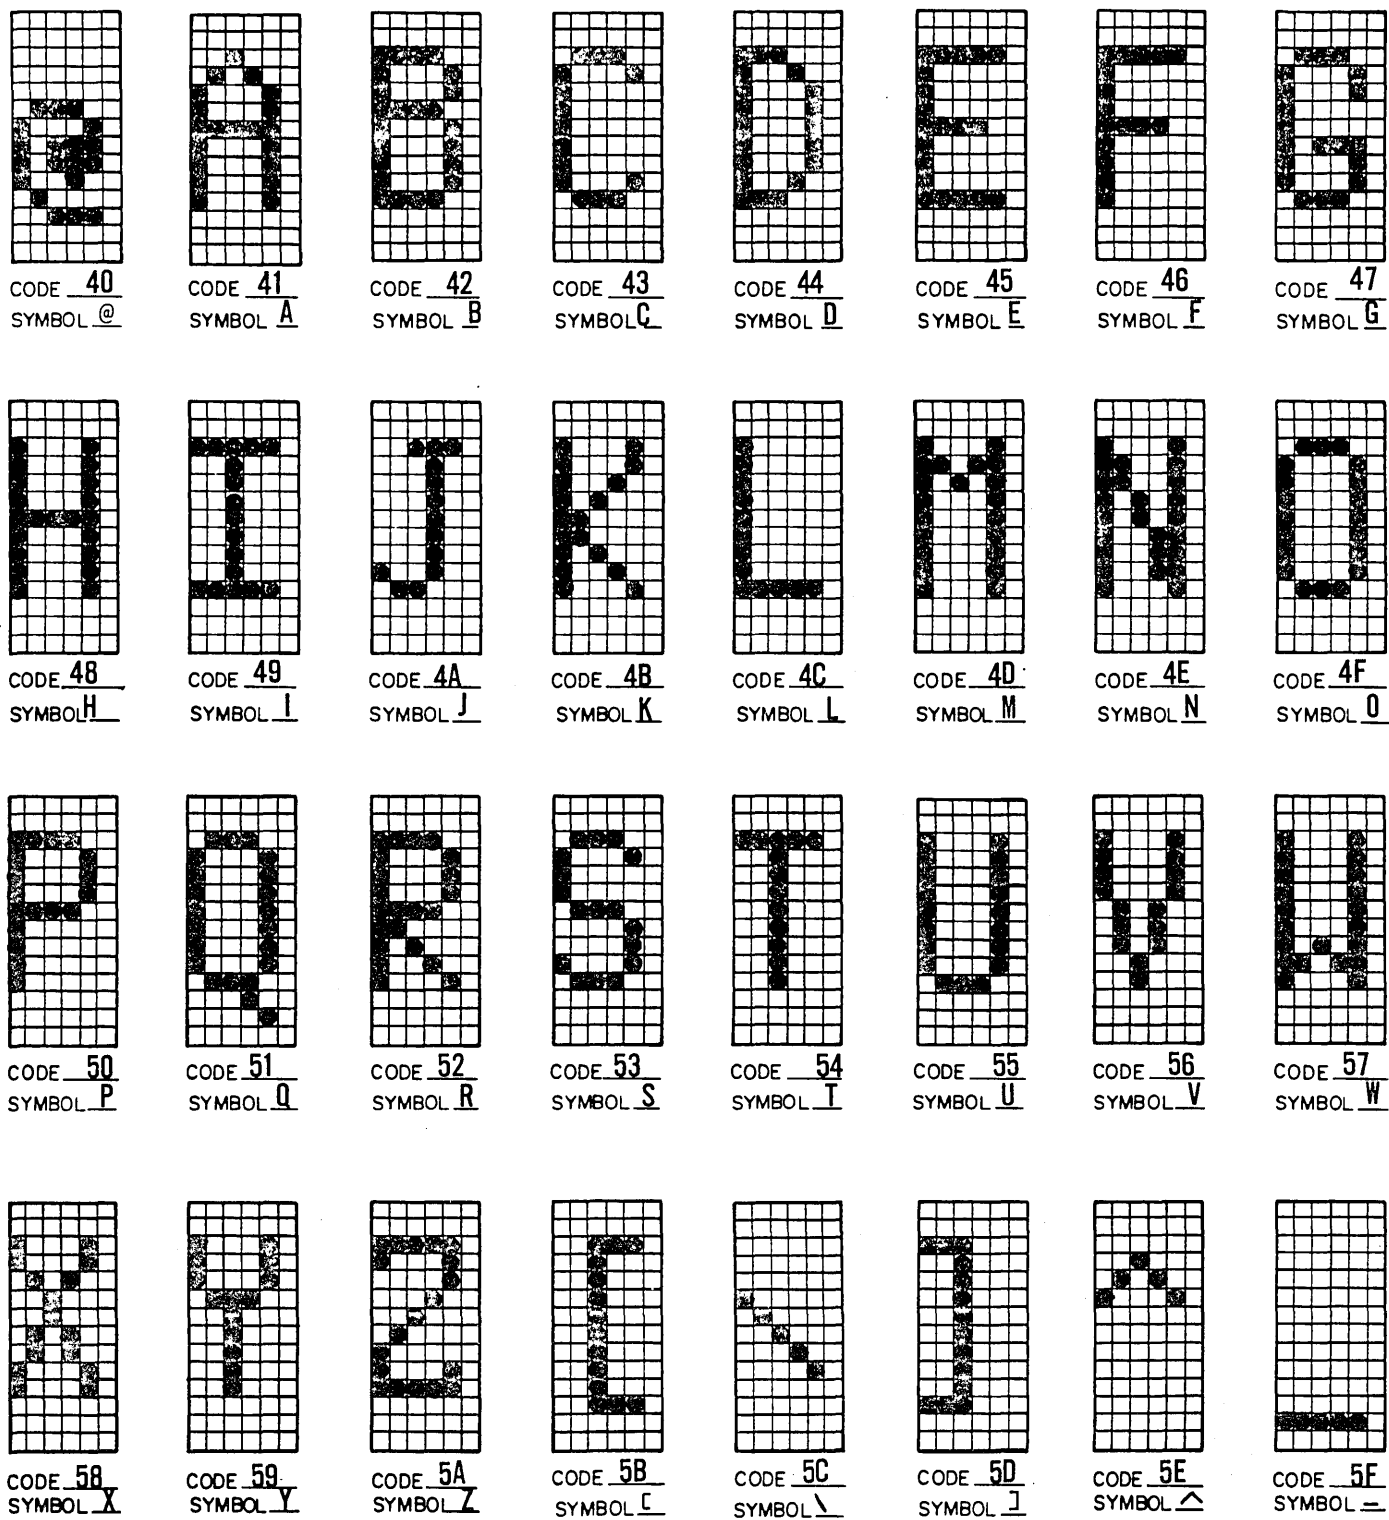 CODE 40 CODE 41 CODE 42 CODE 43 CODE 44 CODE 45 CODE 46 CODE 47
SYMBOL @ SYMBOL A SYMBOL B SYMBOL C SYMBOL D SYMBOL E SYMBOL F SYMBOL G
CODE 48 CODE 49 CODE 4A CODE 4B CODE 4C CODE 4D CODE 4E CODE 4F
SYMBOL H SYMBOL I SYMBOL J SYMBOL K SYMBOL L SYMBOL M SYMBOL N SYMBOL O
CODE 50 CODE 51 CODE 52 CODE 53 CODE 54 CODE 55 CODE 56 CODE 57
SYMBOL P SYMBOL Q SYMBOL R SYMBOL S SYMBOL T SYMBOL U SYMBOL V SYMBOL W
CODE 58 CODE 59 CODE 5A CODE 5B CODE 5C CODE 5D CODE 5E CODE 5F
SYMBOL X SYMBOL Y SYMBOL Z SYMBOL [ SYMBOL \ SYMBOL ] SYMBOL ^ SYMBOL _